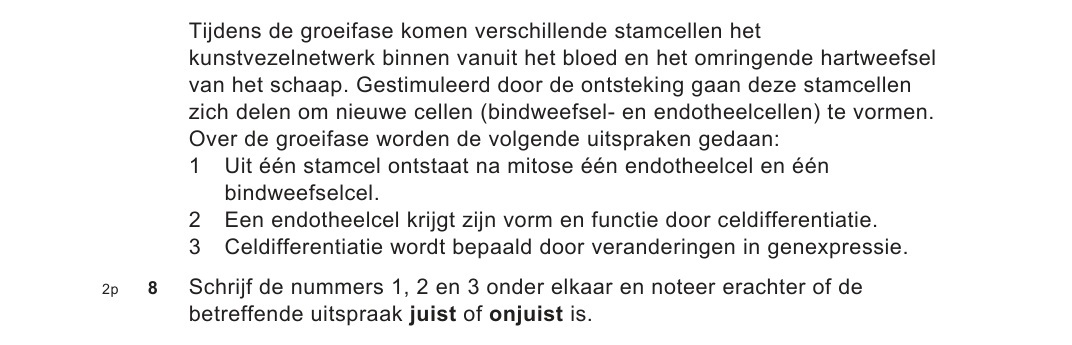 Tijdens de groeifase komen verschillende stamcellen het
kunstvezelnetwerk binnen vanuit het bloed en het omringende hartweefsel
van het schaap. Gestimuleerd door de ontsteking gaan deze stamcellen
zich delen om nieuwe cellen (bindweefsel- en endotheelcellen) te vormen.
Over de groeifase worden de volgende uitspraken gedaan:
1 Uit één stamcel ontstaat na mitose één endotheelcel en één
bindweefselcel.
2 Een endotheelcel krijgt zijn vorm en functie door celdifferentiatie.
3 Celdifferentiatie wordt bepaald door veranderingen in genexpressie.
2p 8 Schrijf de nummers 1, 2 en 3 onder elkaar en noteer erachter of de
betreffende uitspraak juist of onjuist is.